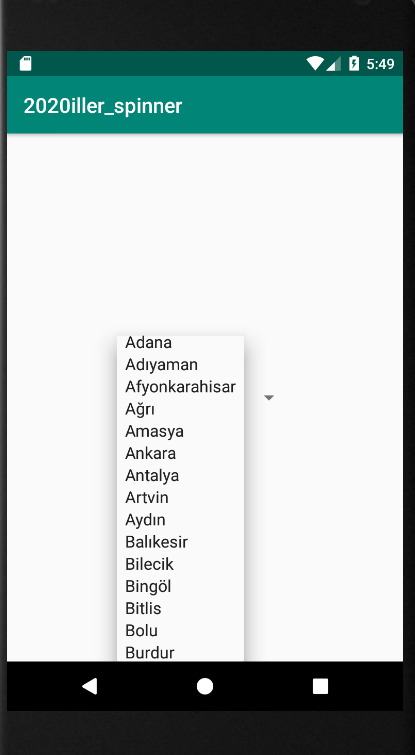 5:49
2020iller_spinner
Adana
Adıyaman
Afyonkarahisar
Ağrı
Amasya
Ankara
Antalya
Artvin
Aydın
Balıkesir
Bilecik
Bingöl
Bitlis
Bolu
Burdur